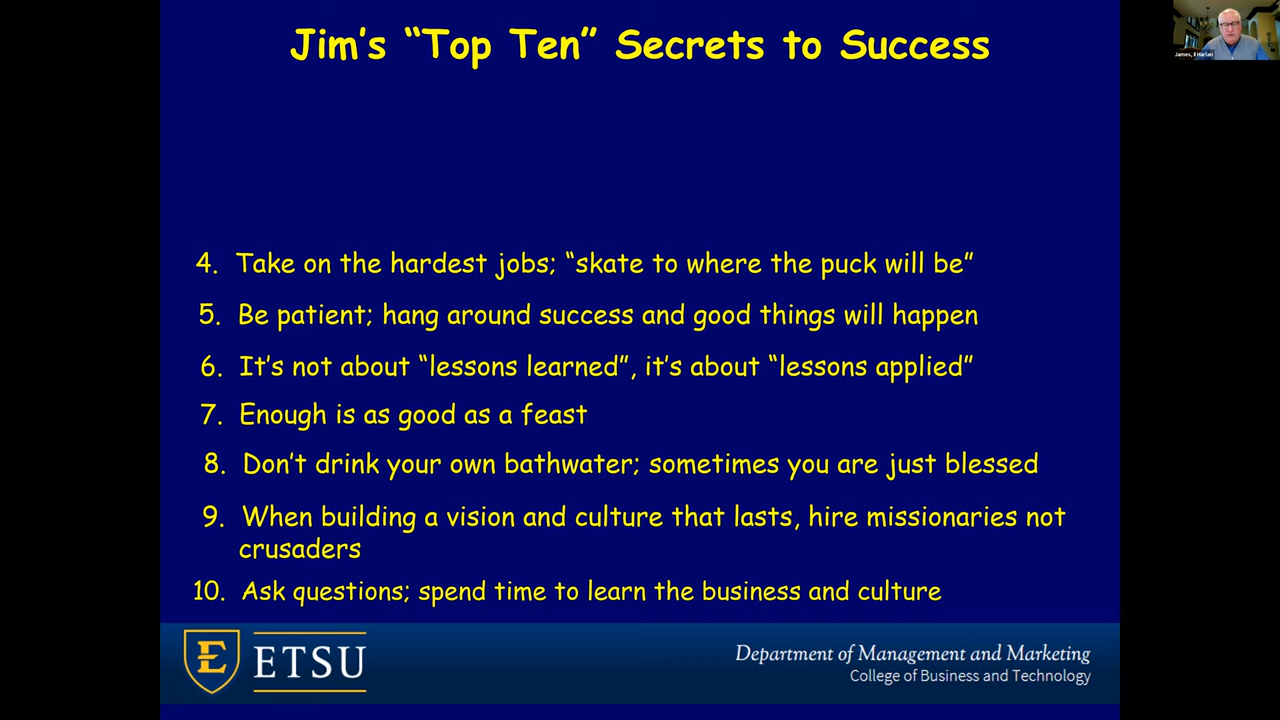 Jim's “Top Ten” Secrets to Success
James, II Harlan
4. Take on the hardest jobs; “skate to where the puck will be”
5. Be patient; hang around success and good things will happen
6. It's not about “lessons learned”, it's about “lessons applied”
7. Enough is as good as a feast
8. Don't drink your own bathwater; sometimes you are just blessed
9. When building a vision and culture that lasts, hire missionaries not
crusaders
10. Ask questions; spend time to learn the business and culture
E ETSU
Department of Management and Marketing
College of Business and Technology